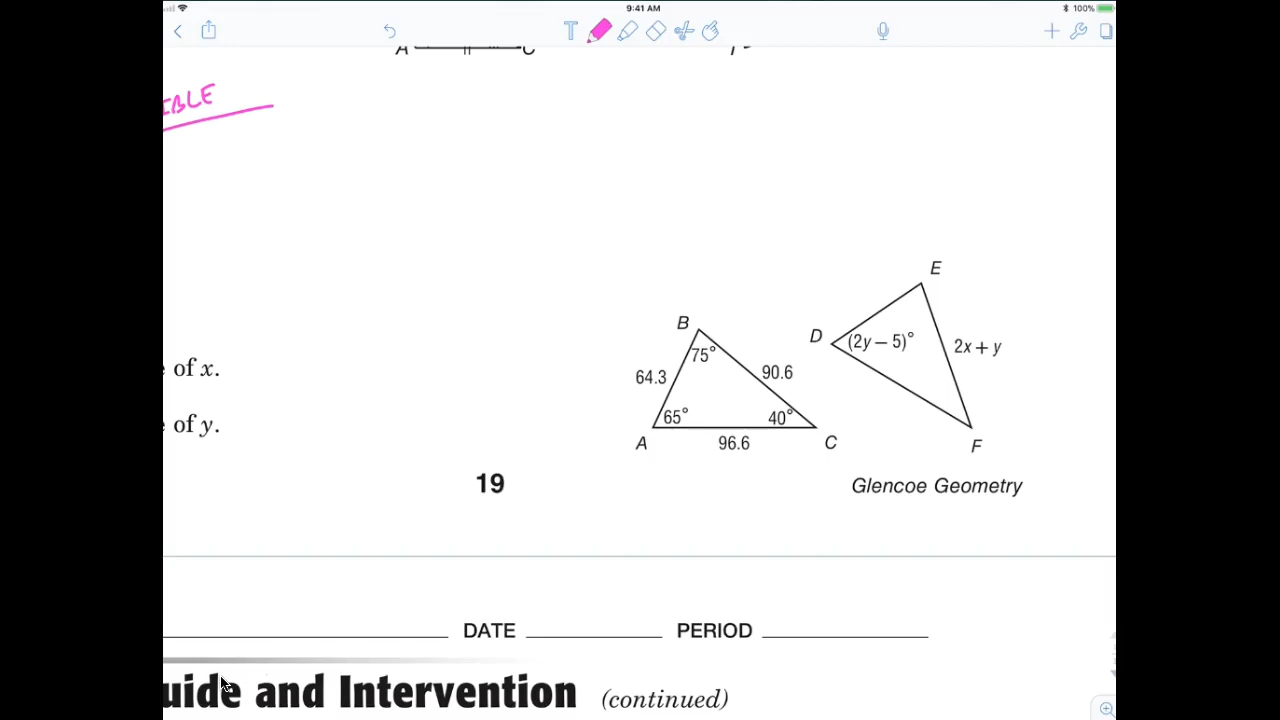 9:41 AM
100%
T
A C
IBLE
E
B
D (2y – 5)° 2x + y
75°
64.3 90.6
65° 40°
A 96.6 C F
of x.
of y.
19
Glencoe Geometry
DATE PERIOD
uide and Intervention (continued)